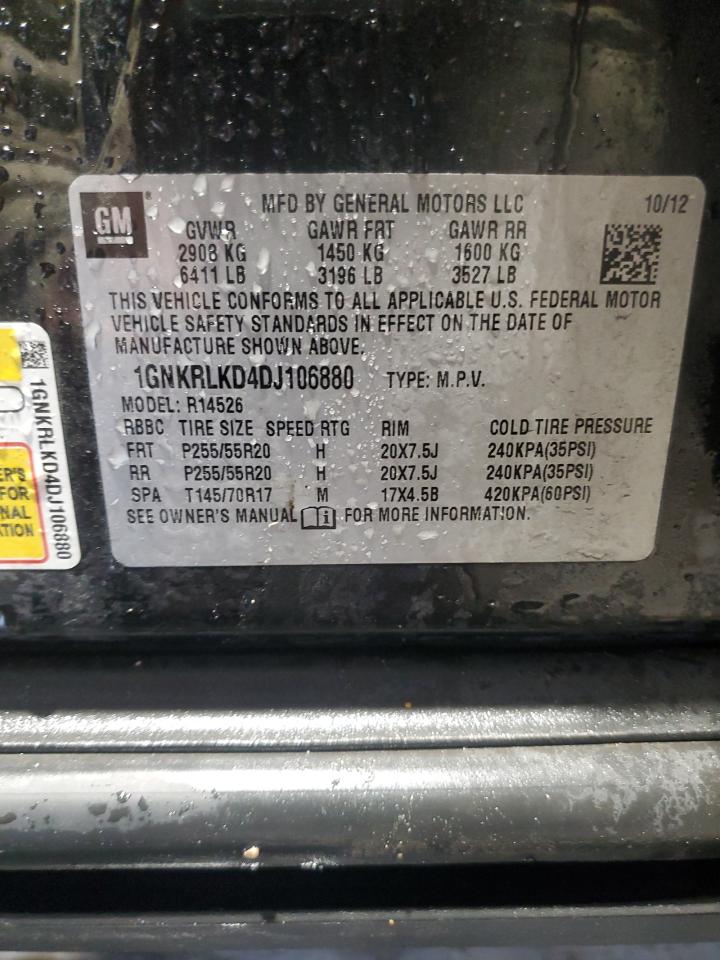 GM
®
MFD BY GENERAL MOTORS LLC 10/12
GVWR GAWR FRT GAWR RR
2908 KG 1450 KG 1600 KG
6411 LB 3196 LB 3527 LB
THIS VEHICLE CONFORMS TO ALL APPLICABLE U.S. FEDERAL MOTOR
VEHICLE SAFETY STANDARDS IN EFFECT ON THE DATE OF
MANUFACTURE SHOWN ABOVE.
1GNKRLKD4DJ106880 TYPE: M.P.V.
MODEL: R14526
RBBC TIRE SIZE SPEED RTG RIM COLD TIRE PRESSURE
FRT P255/55R20 H 20X7.5J 240KPA(35PSI)
RR P255/55R20 H 20X7.5J 240KPA(35PSI)
SPA T145/70R17 M 17X4.5B 420KPA(60PSI)
SEE OWNER'S MANUAL i FOR MORE INFORMATION.
1GNKRLKD4DJ106880
ER'S
FOR
NAL
TION